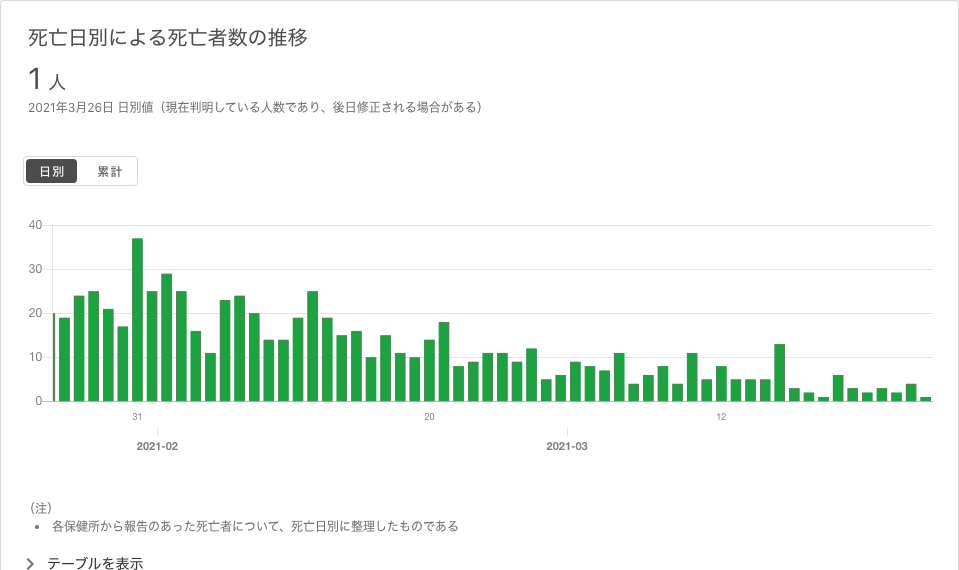 死亡日別による死亡者数の推移
1 人
2021年3月26日 日別値（現在判明している人数であり、後日修正される場合がある）
日別 累計
40
30
20
10
0
31 20 12
2021-02 2021-03
（注）
• 各保健所から報告のあった死亡者について、死亡日別に整理したものである
テーブルを表示